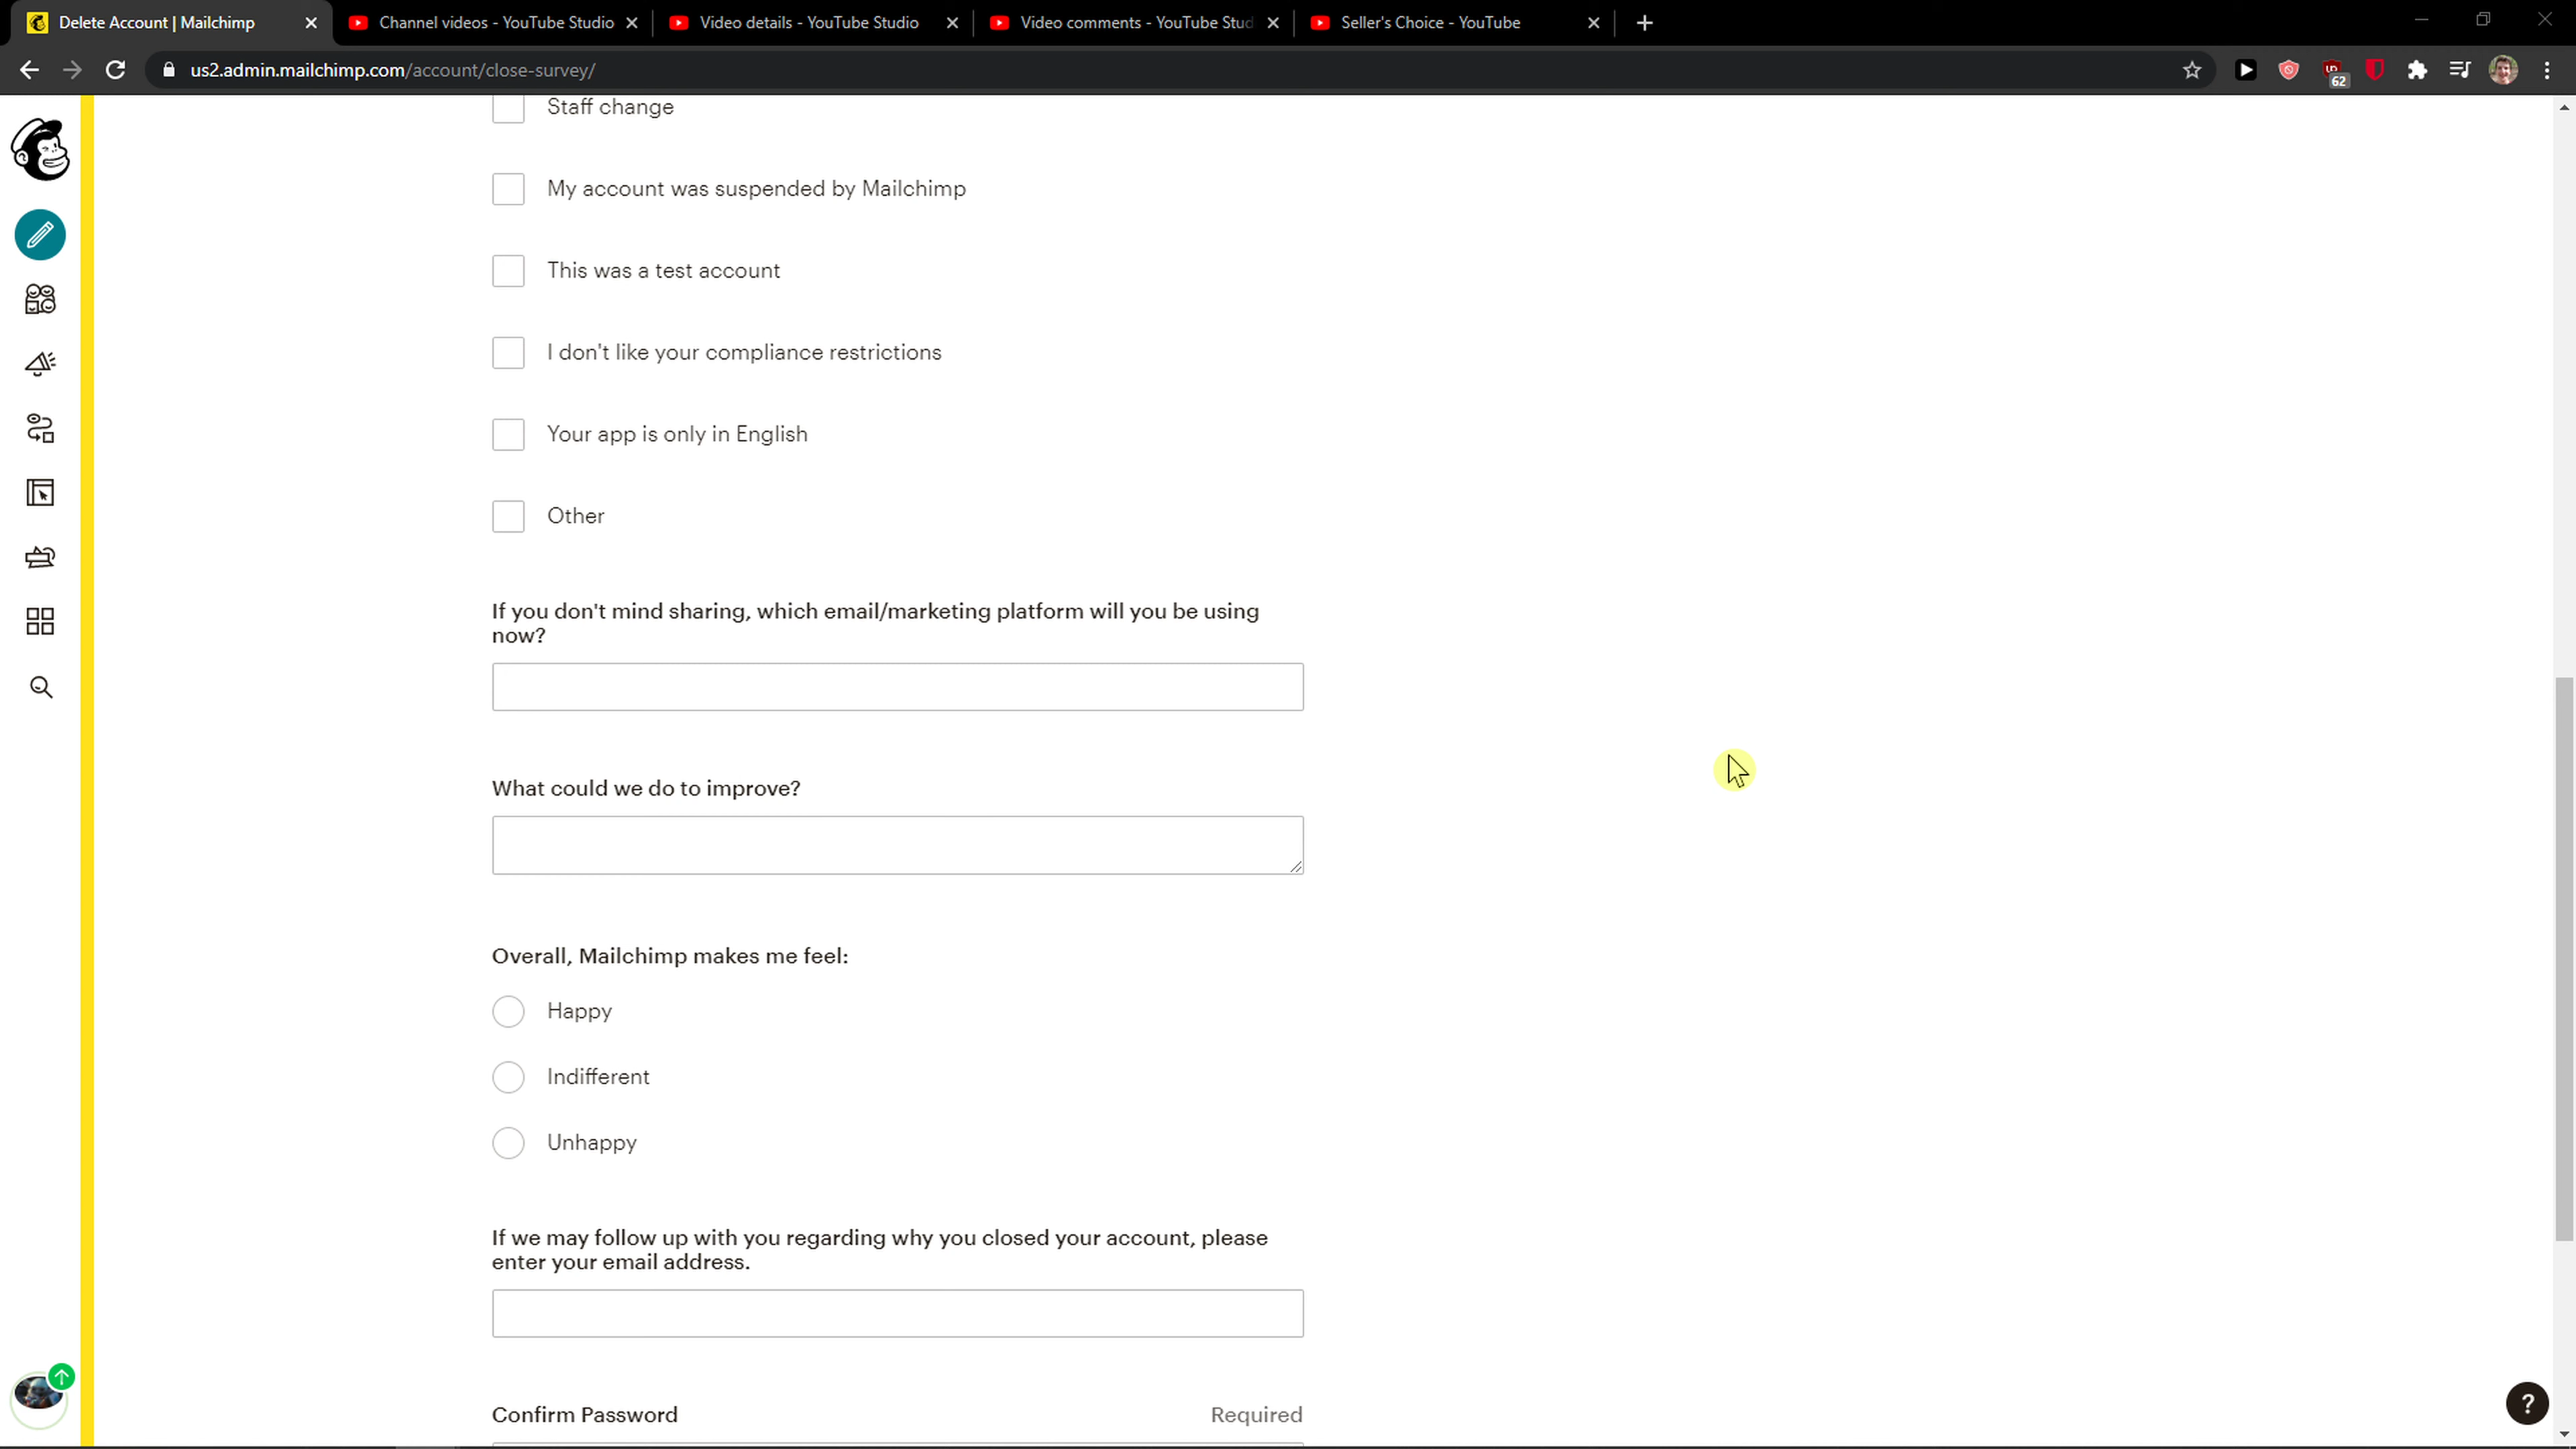 Delete Account | Mailchimp
Channel videos - YouTube Studio
Video details - YouTube Studio
Video comments - YouTube Stud
Seller's Choice - YouTube
us2.admin.mailchimp.com/account/close-survey/
62
Staff change
My account was suspended by Mailchimp
This was a test account
I don't like your compliance restrictions
Your app is only in English
Other
If you don't mind sharing, which email/marketing platform will you be using
now?
What could we do to improve?
Overall, Mailchimp makes me feel:
Happy
Indifferent
Unhappy
If we may follow up with you regarding why you closed your account, please
enter your email address.
Confirm Password
Required
?